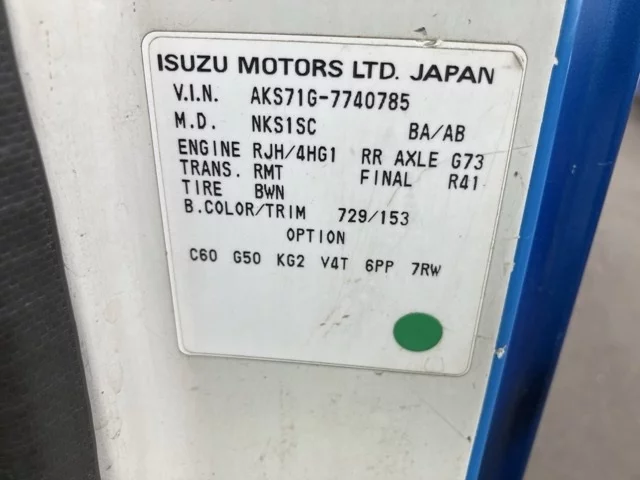 ISUZU MOTORS LTD. JAPAN
V.I.N. AKS71G-7740785
M.D. NKS1SC BA/AB
ENGINE RJH/4HG1 RR AXLE G73
TRANS. RMT FINAL R41
TIRE BWN
B.COLOR/TRIM 729/153
OPTION
C60 G50 KG2 V4T 6PP 7RW